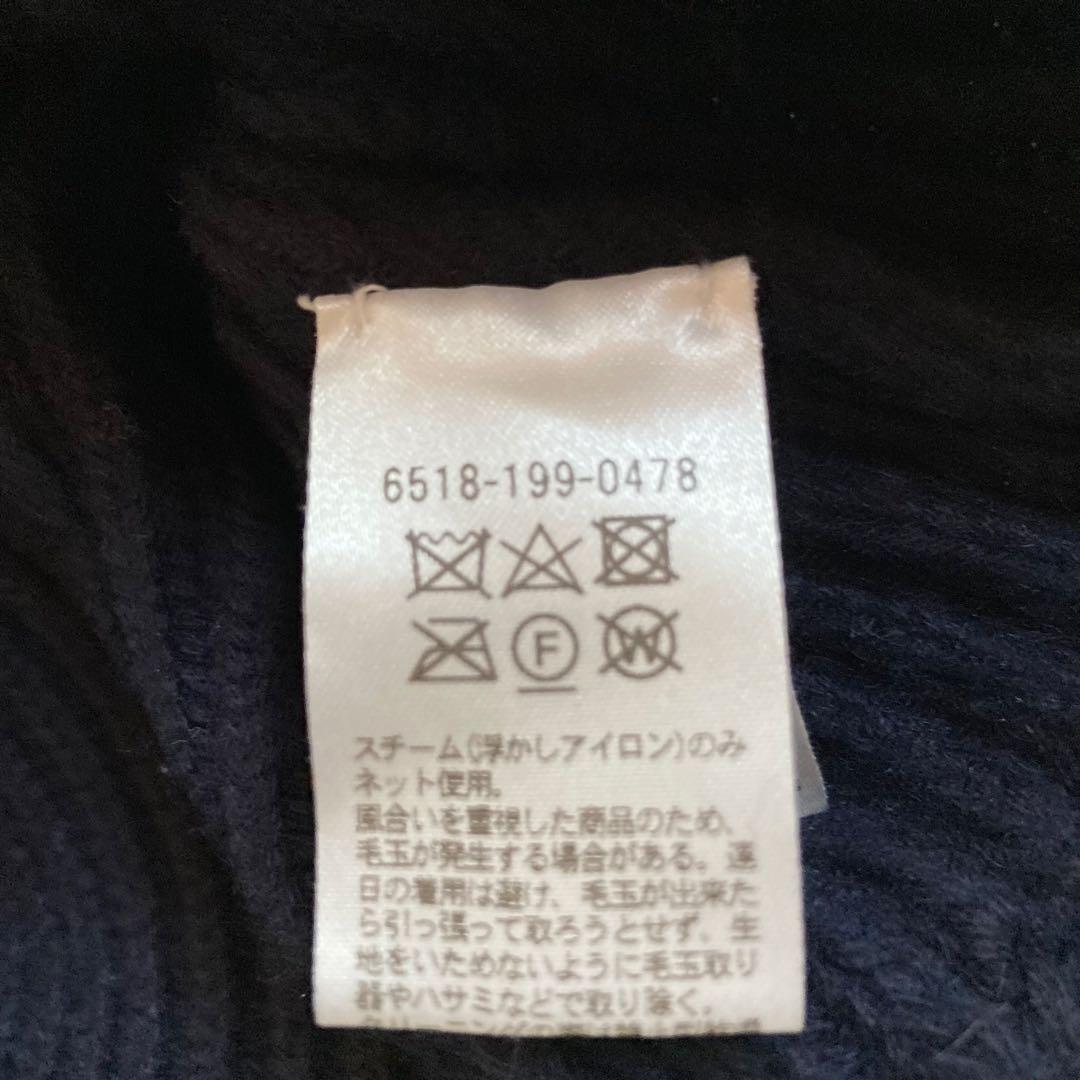 6518-199-0478
F
W
スチーム(浮かしアイロン)のみ
ネット使用。
風合いを重視した商品のため、
毛玉が発生する場合がある。連
日の着用は避け、毛玉が出来た
ら引っ張って取ろうとせず、生
地をいためないように毛玉取り
器やハサミなどで取り除く。